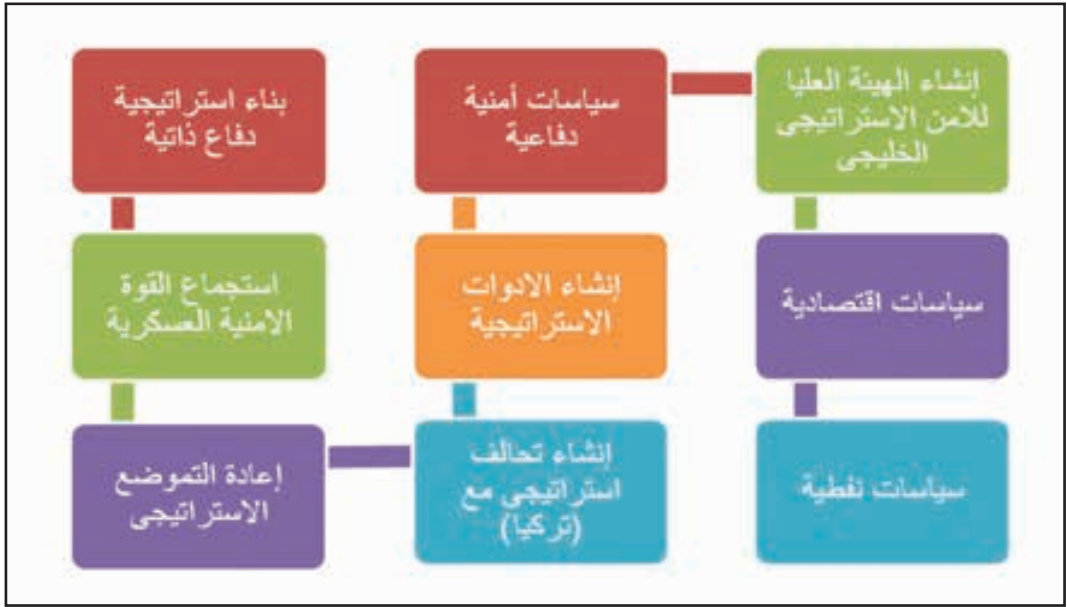 بناء استراتيجية
دفاع ذاتية
استجماع القوة
الامنية العسكرية
إعادة التموضع
الاستراتيجى
إنشاء تحالف
استراتيجى مع
(تركيا)
إنشاء الادوات
الاستراتيجية
سياسات أمنية
دفاعية
إنشاء الهيئة العليا
للامن الاستراتيجى
الخليجى
سياسات اقتصادية
سياسات نفطية